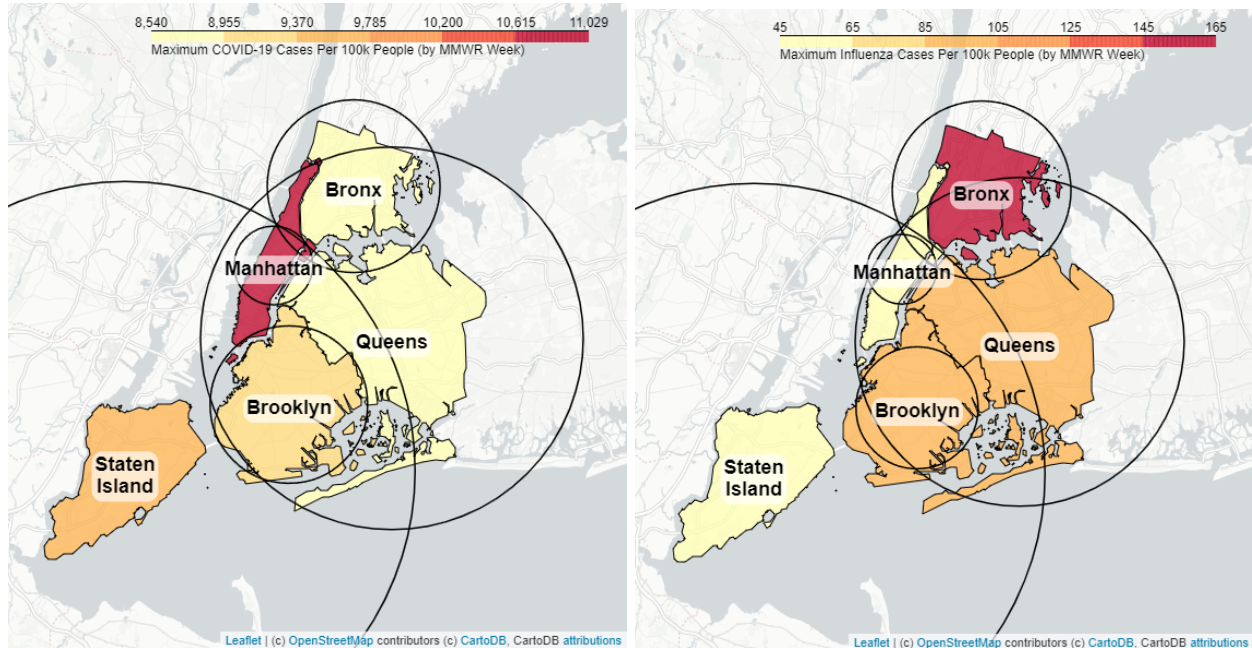 8,540 8,955 9,370 9,785 10,200 10,615 11,029
Maximum COVID-19 Cases Per 100k People (by MMWR Week)
Bronx
Manhattan
Queens
Brooklyn
Staten
Island
Leaflet | (c) OpenStreetMap contributors (c) CartoDB, CartoDB attributions
45 65 85 105 125 145 165
Maximum Influenza Cases Per 100k People (by MMWR Week)
Bronx
Manhattan
Queens
Brooklyn
Staten
Island
Leaflet | (c) OpenStreetMap contributors (c) CartoDB, CartoDB attributions